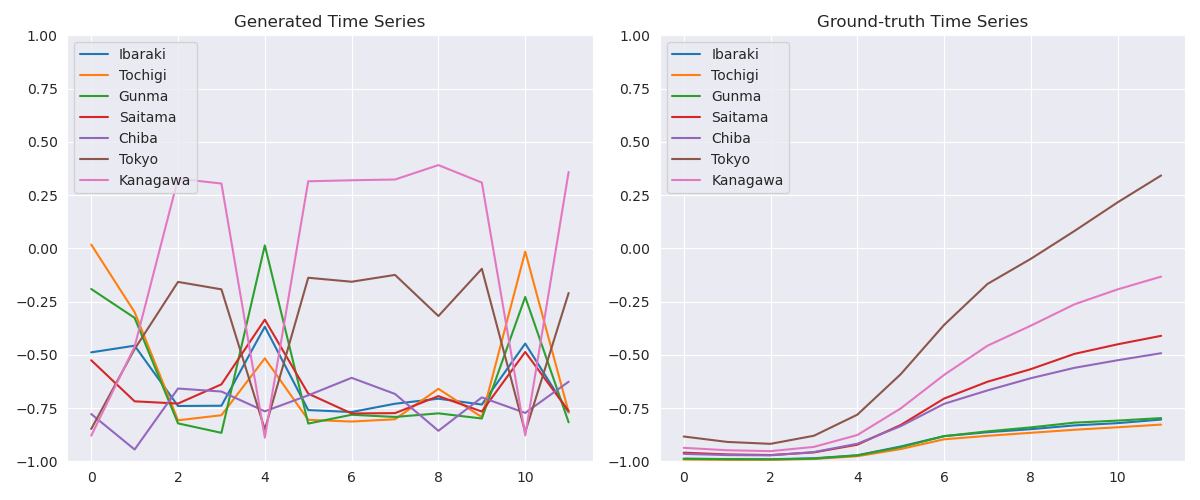 Generated Time Series
1.00
0.75
0.50
0.25
0.00
−0.25
−0.50
−0.75
−1.00
0 2 4 6 8 10
Ibaraki
Tochigi
Gunma
Saitama
Chiba
Tokyo
Kanagawa
Ground-truth Time Series
1.00
0.75
0.50
0.25
0.00
−0.25
−0.50
−0.75
−1.00
0 2 4 6 8 10
Ibaraki
Tochigi
Gunma
Saitama
Chiba
Tokyo
Kanagawa